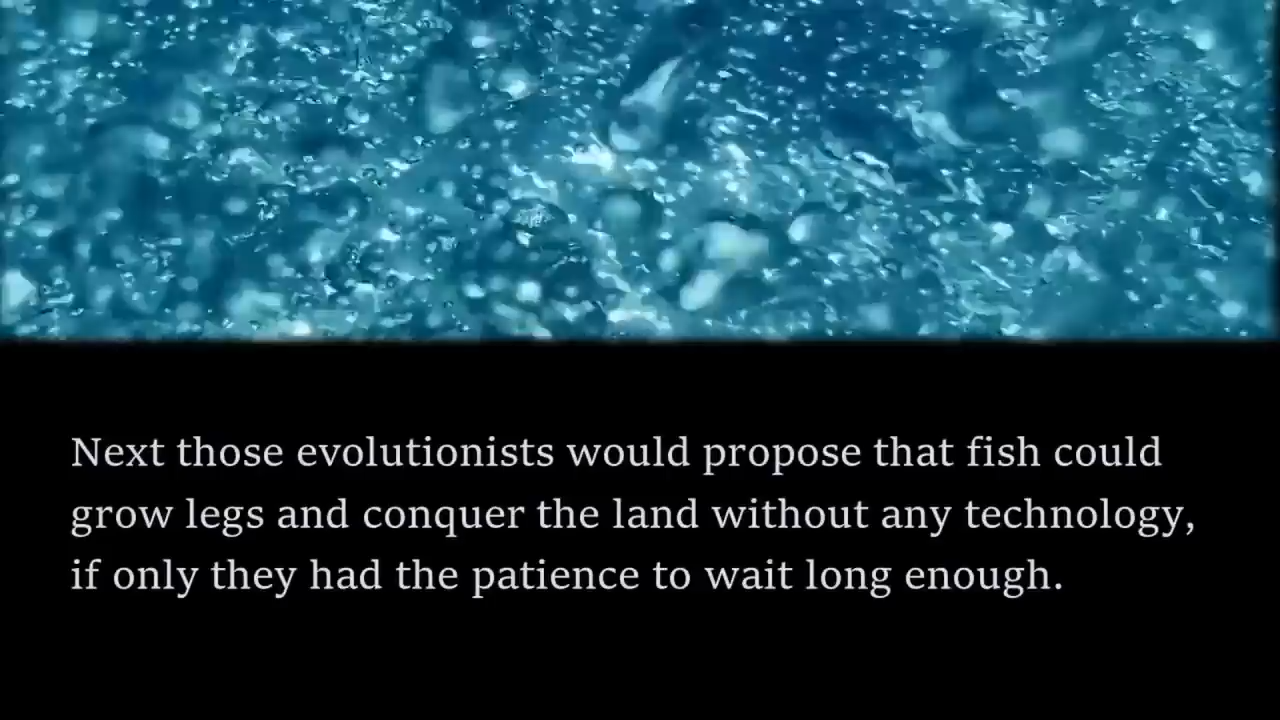 Next those evolutionists would propose that fish could
grow legs and conquer the land without any technology,
if only they had the patience to wait long enough.